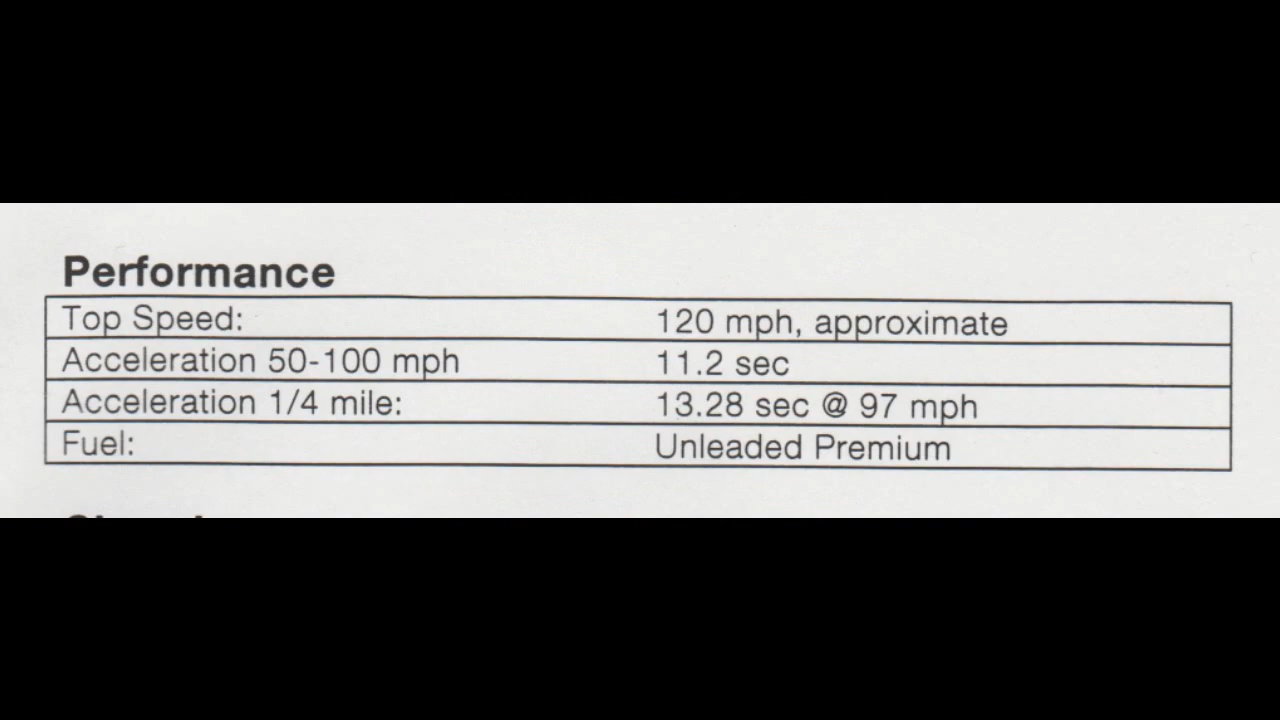 Performance
Top Speed: 120 mph, approximate
Acceleration 50-100 mph 11.2 sec
Acceleration 1/4 mile: 13.28 sec @ 97 mph
Fuel: Unleaded Premium